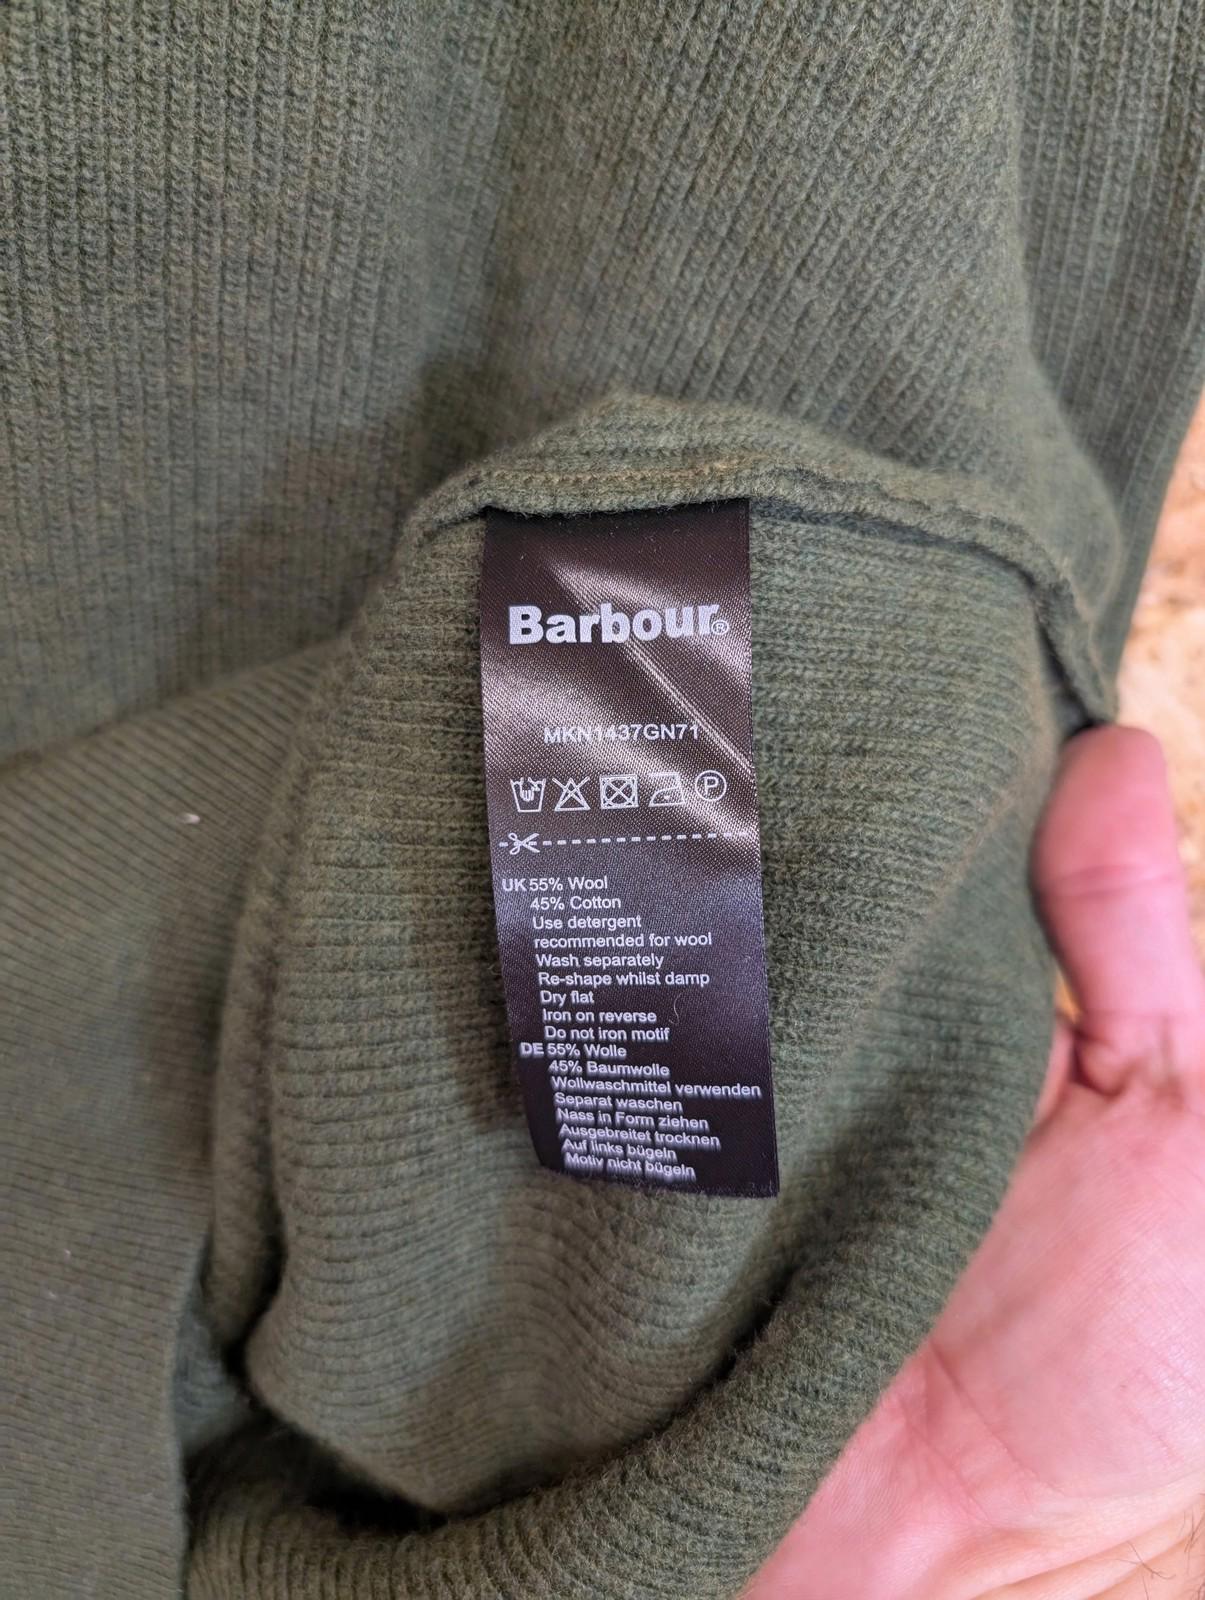 Barbour®
MKN1437GN71
P
UK 55% Wool
45% Cotton
Use detergent
recommended for wool
Wash separately
Re-shape whilst damp
Dry flat
Iron on reverse
Do not iron motif
DE 55% Wolle
45% Baumwolle
Wollwaschmittel verwenden
Separat waschen
Nass in Form ziehen
Ausgebreitet trocknen
Auf links bügeln
Motiv nicht bügeln